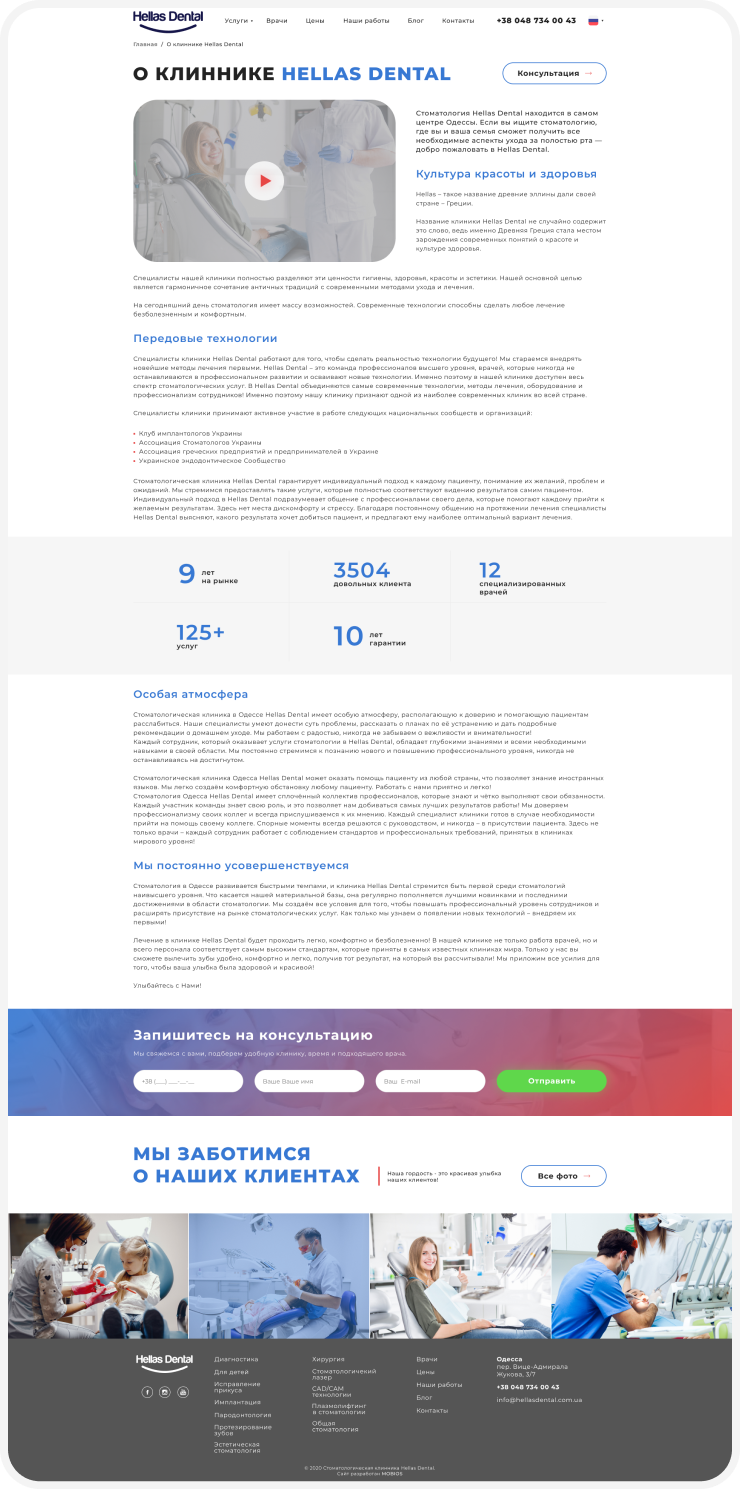 Hellas Dental
Услуги
Врачи
Цены
Наши работы
Блог
Контакты
+38 048 734 00 43
Главная / О клиннике Hellas Dental
О КЛИННИКЕ HELLAS DENTAL
Консультация →
Стоматология Hellas Dental находится в самом
центре Одессы. Если вы ищите стоматологию,
где вы и ваша семья сможет получить все
необходимые аспекты ухода за полостью рта —
добро пожаловать в Hellas Dental.
Культура красоты и здоровья
Hellas – такое название древние эллины дали своей
стране – Греции.
Название клиники Hellas Dental не случайно содержит
это слово, ведь именно Древняя Греция стала местом
зарождения современных понятий о красоте и
культуре здоровья.
Специалисты нашей клиники полностью разделяют эти ценности гигиены, здоровья, красоты и эстетики. Нашей основной целью
является гармоничное сочетание античных традиций с современными методами ухода и лечения.
На сегодняшний день стоматология имеет массу возможностей. Современные технологии способны сделать любое лечение
безболезненным и комфортным.
Передовые технологии
Специалисты клиники Hellas Dental работают для того, чтобы сделать реальностью технологии будущего! Мы стараемся внедрять
новейшие методы лечения первыми. Hellas Dental – это команда профессионалов высшего уровня, врачей, которые никогда не
останавливаются в профессиональном развитии и осваивают новые технологии. Именно поэтому в нашей клинике доступен весь
спектр стоматологических услуг. В Hellas Dental объединяются самые современные технологии, методы лечения, оборудование и
профессионализм сотрудников! Именно поэтому нашу клинику признают одной из наиболее современных клиник во всей стране.
Специалисты клиники принимают активное участие в работе следующих национальных сообществ и организаций:
• Клуб имплантологов Украины
• Ассоциация Стоматологов Украины
• Ассоциация греческих предприятий и предпринимателей в Украине
• Украинское эндодонтическое Сообщество
Стоматологическая клиника Hellas Dental гарантирует индивидуальный подход к каждому пациенту, понимание их желаний, проблем и
ожиданий. Мы стремимся предоставлять такие услуги, которые полностью соответствуют видению результатов самим пациентом.
Индивидуальный подход в Hellas Dental подразумевает общение с профессионалами своего дела, которые помогают каждому прийти к
желаемым результатам. Здесь нет места дискомфорту и стрессу. Благодаря постоянному общению на протяжении лечения специалисты
Hellas Dental выясняют, какого результата хочет добиться пациент, и предлагают ему наиболее оптимальный вариант лечения.
9 лет
на рынке
3504
довольных клиента
12
специализированных
врачей
125+
услуг
10 лет
гарантии
Особая атмосфера
Стоматологическая клиника в Одессе Hellas Dental имеет особую атмосферу, располагающую к доверию и помогающую пациентам
расслабиться. Наши специалисты умеют донести суть проблемы, рассказать о планах по её устранению и дать подробные
рекомендации о домашнем уходе. Мы работаем с радостью, никогда не забываем о вежливости и внимательности!
Каждый сотрудник, который оказывает услуги стоматологии в Hellas Dental, обладает глубокими знаниями и всеми необходимыми
навыками в своей области. Мы постоянно стремимся к познанию нового и повышению профессионального уровня, никогда не
останавливаясь на достигнутом.
Стоматологическая клиника Одесса Hellas Dental может оказать помощь пациенту из любой страны, что позволяет знание иностранных
языков. Мы легко создаём комфортную обстановку любому пациенту. Работать с нами приятно и легко!
Стоматология Одесса Hellas Dental имеет сплочённый коллектив профессионалов, которые знают и чётко выполняют свои обязанности.
Каждый участник команды знает свою роль, и это позволяет нам добиваться самых лучших результатов работы! Мы доверяем
профессионализму своих коллег и всегда прислушиваемся к их мнению. Каждый специалист клиники готов в случае необходимости
прийти на помощь своему коллеге. Спорные моменты всегда решаются с руководством, и никогда – в присутствии пациента. Здесь не
только врачи – каждый сотрудник работает с соблюдением стандартов и профессиональных требований, принятых в клиниках
мирового уровня!
Мы постоянно усовершенствуемся
Стоматология в Одессе развивается быстрыми темпами, и клиника Hellas Dental стремится быть первой среди стоматологий
наивысшего уровня. Что касается нашей материальной базы, она регулярно пополняется лучшими новинками и последними
достижениями в области стоматологии. Мы создаём все условия для того, чтобы повышать профессиональный уровень сотрудников и
расширять присутствие на рынке стоматологических услуг. Как только мы узнаем о появлении новых технологий – внедряем их
первыми!
Лечение в клинике Hellas Dental будет проходить легко, комфортно и безболезненно! В нашей клинике не только работа врачей, но и
всего персонала соответствует самым высоким стандартам, которые приняты в самых известных клиниках мира. Только у нас вы
сможете вылечить зубы удобно, комфортно и легко, получив тот результат, на который вы рассчитывали! Мы приложим все усилия для
того, чтобы ваша улыбка была здоровой и красивой!
Улыбайтесь с Нами!
Запишитесь на консультацию
Мы свяжемся с вами, подберем удобную клинику, время и подходящего врача.
+38 (___) ___-__-__
Ваше Ваше имя
Ваш E-mail
Отправить
МЫ ЗАБОТИМСЯ
О НАШИХ КЛИЕНТАХ
Наша гордость - это красивая улыбка
наших клиентов!
Все фото →
Hellas Dental
Диагностика
Для детей
Исправление
прикуса
Имплантация
Пародонтология
Протезирование
зубов
Эстетическая
стоматология
Хирургия
Стоматологичекий
лазер
CAD/CAM
технологии
Плазмолифтинг
в стоматологии
Общая
стоматология
Врачи
Цены
Наши работы
Блог
Контакты
Одесса
пер. Вице-Адмирала
Жукова, 3/7
+38 048 734 00 43
info@hellasdental.com.ua
© 2020 Стоматологическая клинника Hellas Dental.
Сайт разработан MOBIOS